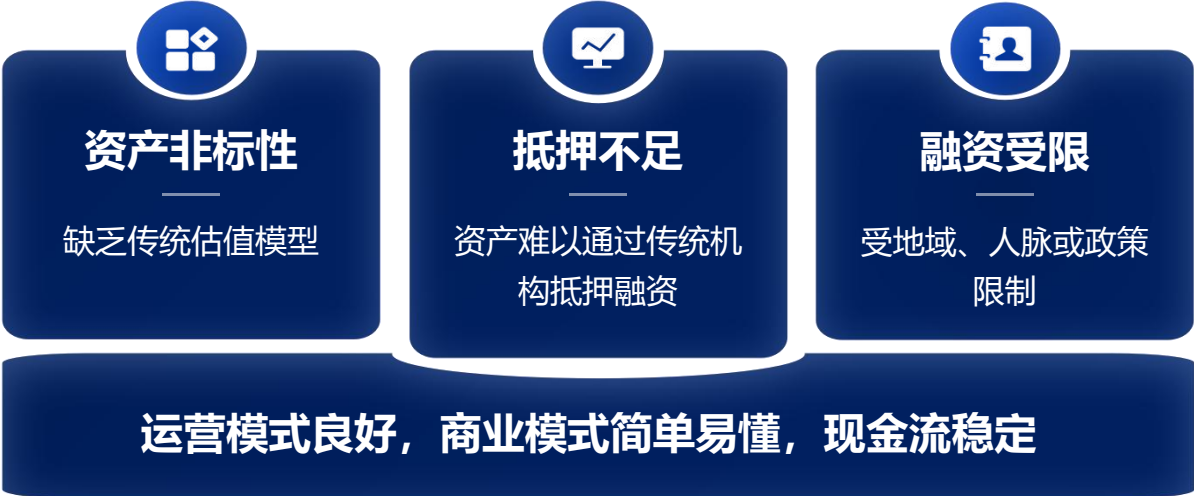 资产非标性
缺乏传统估值模型
抵押不足
资产难以通过传统机
构抵押融资
融资受限
受地域、人脉或政策
限制
运营模式良好，商业模式简单易懂，现金流稳定